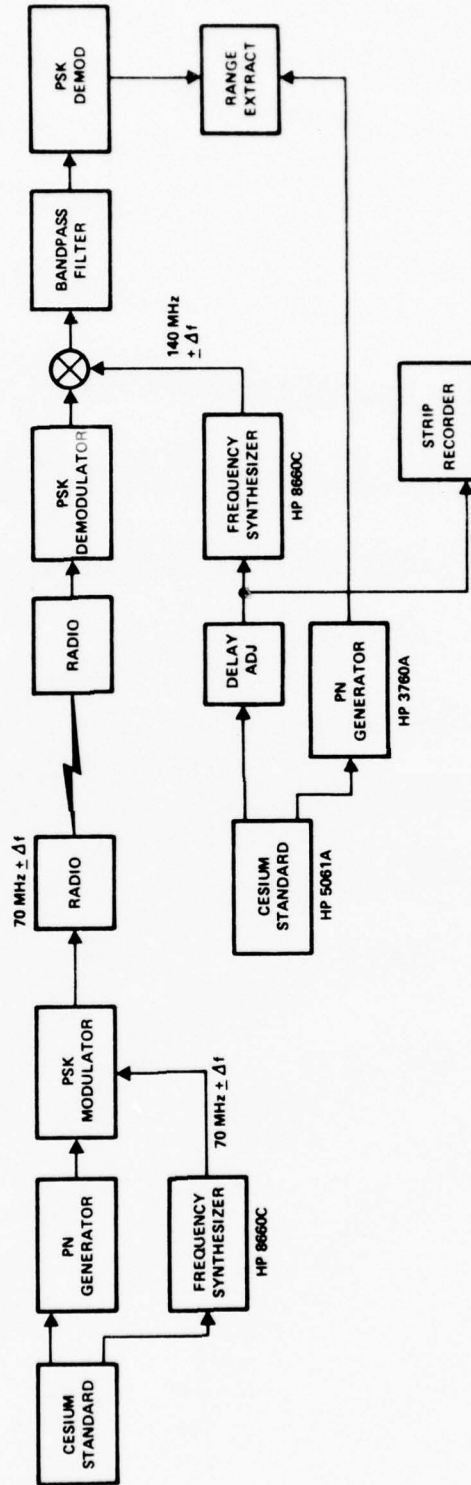 CESIUM
STANDARD
PN
GENERATOR
FREQUENCY
SYNTHESIZER
HP 8660C
70 MHz ± Δf
PSK
MODULATOR
70 MHz ± Δf
RADIO
RADIO
PSK
DEMODULATOR
BANDPASS
FILTER
PSK
DEMOD
RANGE
EXTRACT
140 MHz
± Δf
CESIUM
STANDARD
HP 5061A
DELAY
ADJ
FREQUENCY
SYNTHESIZER
HP 8660C
PN
GENERATOR
HP 3760A
STRIP
RECORDER